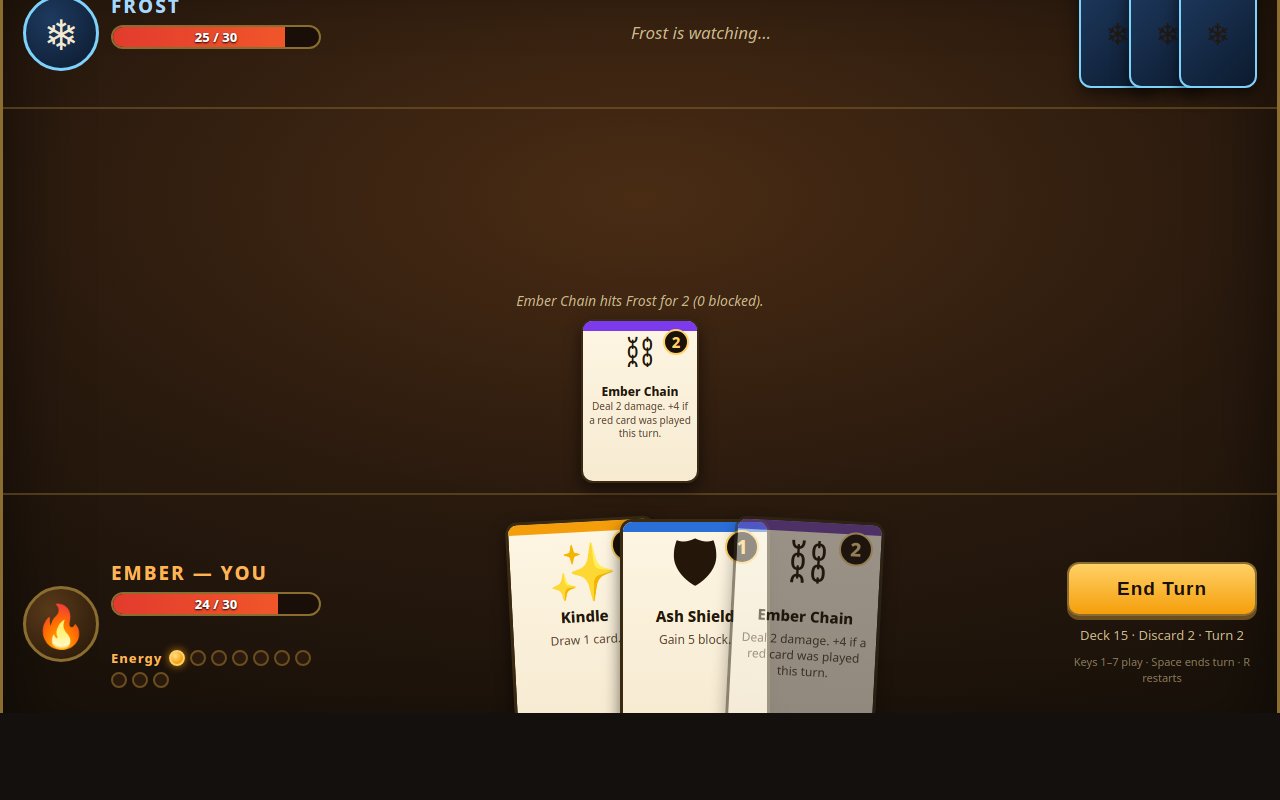 FROST
25 / 30
Frost is watching...
Ember Chain hits Frost for 2 (0 blocked).
2
Ember Chain
Deal 2 damage. +4 if
a red card was played
this turn.
EMBER — YOU
24 / 30
Energy
Kindle
Draw 1 card.
1
Ash Shield
Gain 5 block.
2
Ember Chain
Deal 2 damage. +4 if a
red card was played
this turn.
End Turn
Deck 15 · Discard 2 · Turn 2
Keys 1–7 play · Space ends turn · R
restarts